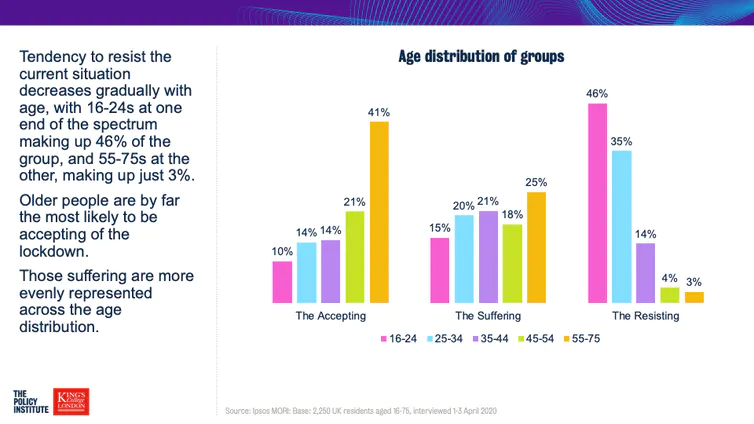 Tendency to resist the
current situation
decreases gradually with
age, with 16-24s at one
end of the spectrum
making up 46% of the
group, and 55-75s at the
other, making up just 3%.
Older people are by far
the most likely to be
accepting of the
lockdown.
Those suffering are more
evenly represented
across the age
distribution.
Age distribution of groups
10% 14% 14% 21% 41%
15% 20% 21% 18% 25%
46% 35% 14% 4% 3%
The Accepting The Suffering The Resisting
16-24 25-34 35-44 45-54 55-75
THE
POLICY
INSTITUTE
KING'S
College
LONDON
Source: Ipsos MORI: Base: 2,250 UK residents aged 16-75, interviewed 1-3 April 2020